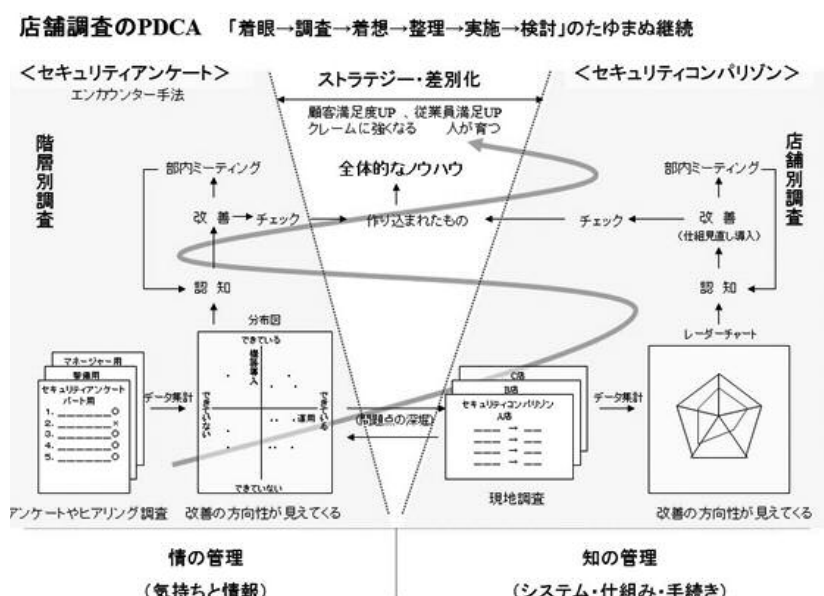 店舗調査のPDCA 「着眼→調査→着想→整理→実施→検討」のたゆまぬ継続
＜セキュリティアンケート＞
エンカウンター手法
ストラテジー・差別化
＜セキュリティコンパリゾン＞
顧客満足度UP 、従業員満足UP
クレームに強くなる 人が育つ
階層別調査
部内ミーティング
改善→チェック
認知
全体的なノウハウ
作り込まれたもの
店舗別調査
部内ミーティング
チェック
改善
(仕組見直し導入)
認知
マネージャー用
警備用
セキュリティアンケート
パート用
1. ○
2. ×
3. ○
4. ○
5. ○
アンケートやヒアリング調査
データ集計
分布図
できている
機器導入
できていない
運用
できている
できていない
改善の方向性が見えてくる
(問題点の深堀)
C店
B店
セキュリティコンパリゾン
A店
→
→
→
→
現地調査
データ集計
レーダーチャート
改善の方向性が見えてくる
情の管理
(気持ちと情報)
知の管理
(システム・仕組み・手続き)